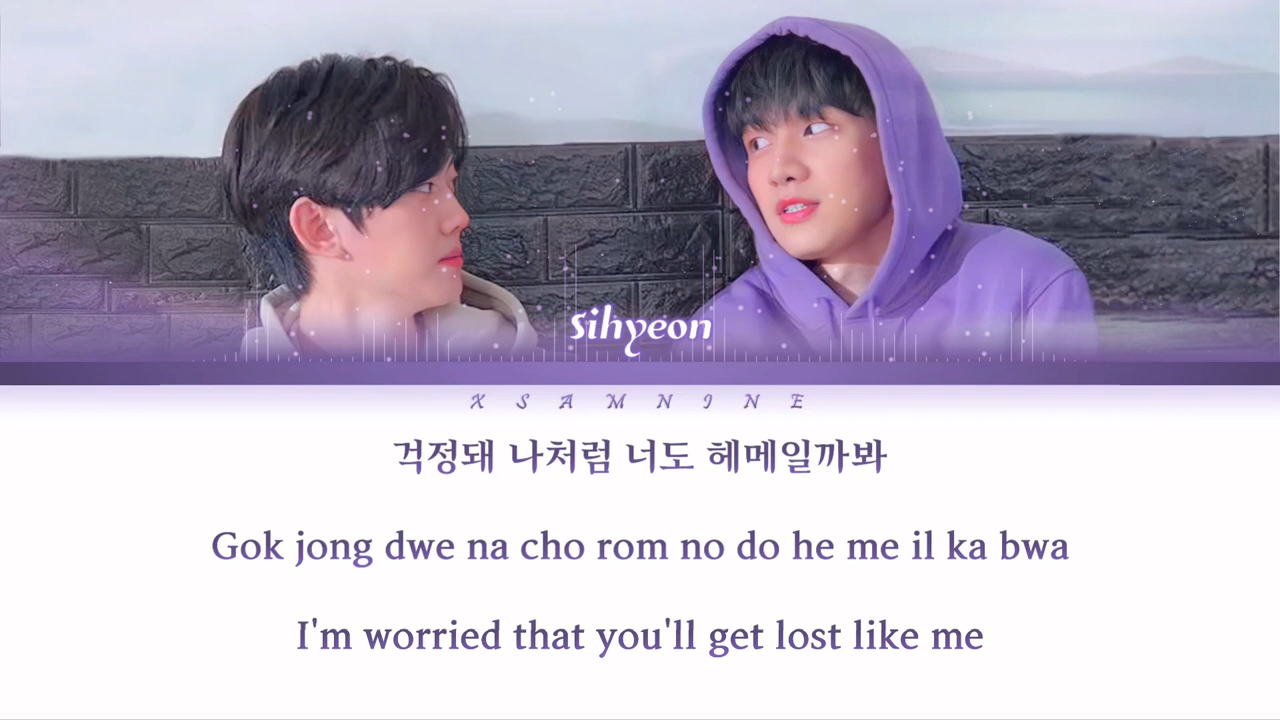 Sihyeon
XSAMNINE
걱정돼 나처럼 너도 헤메일까봐
Gok jong dwe na cho rom no do he me il ka bwa
I'm worried that you'll get lost like me